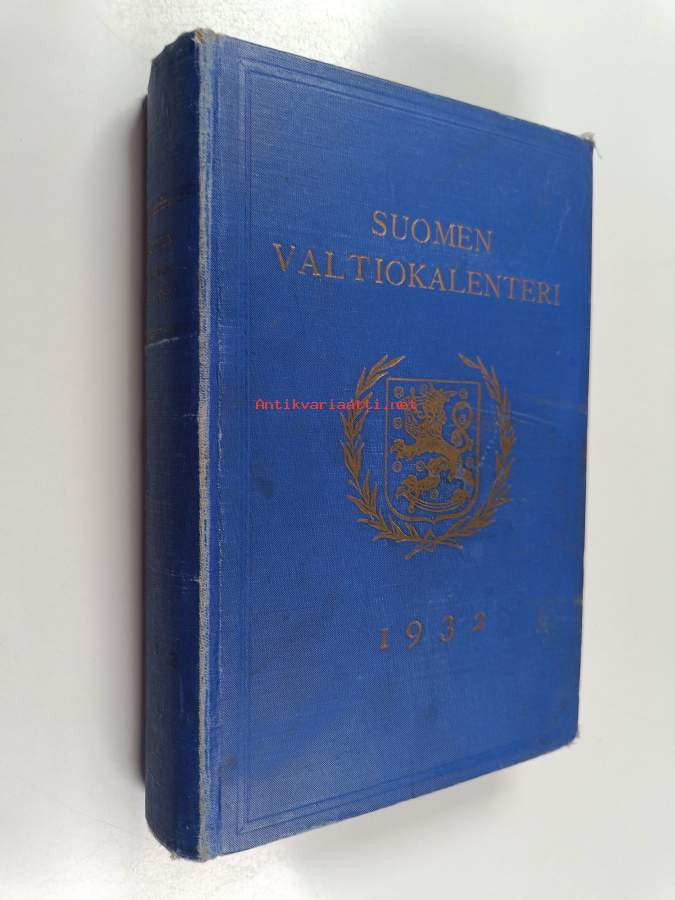 SUOMEN
VALTIOKALENTERI
Antikvariaatti.net
1932